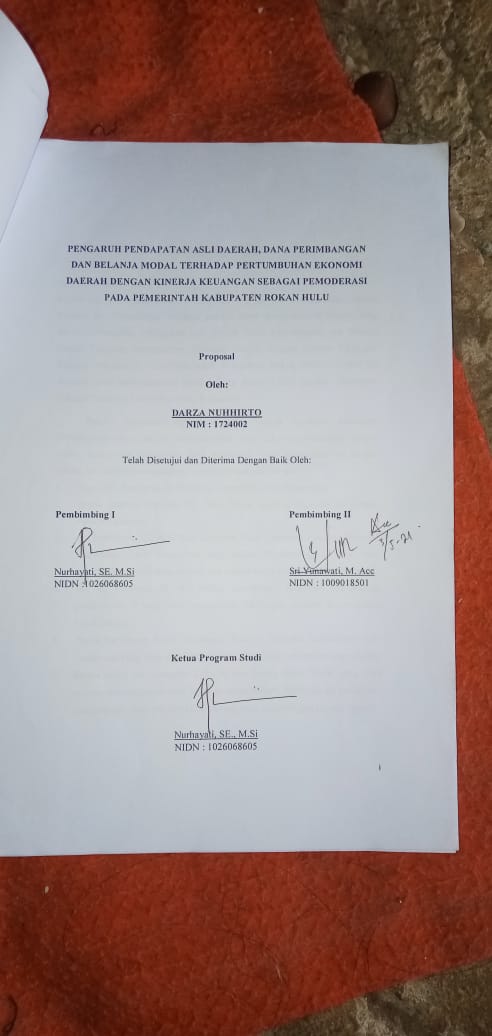 PENGARUH PENDAPATAN ASLI DAERAH, DANA PERIMBANGAN
DAN BELANJA MODAL TERHADAP PERTUMBUHAN EKONOMI
DAERAH DENGAN KINERJA KEUANGAN SEBAGAI PEMODERASI
PADA PEMERINTAH KABUPATEN ROKAN HULU
Proposal
Oleh:
DARZA NUHHIRTO
NIM : 1724002
Telah Disetujui dan Diterima Dengan Baik Oleh:
Pembimbing I
Nurhayati, SE. M.Si
NIDN : 1026068605
Pembimbing II
Acc
3/5-21
Sri Yunawati, M. Acc
NIDN : 1009018501
Ketua Program Studi
Nurhayati, SE., M.Si
NIDN : 1026068605
i